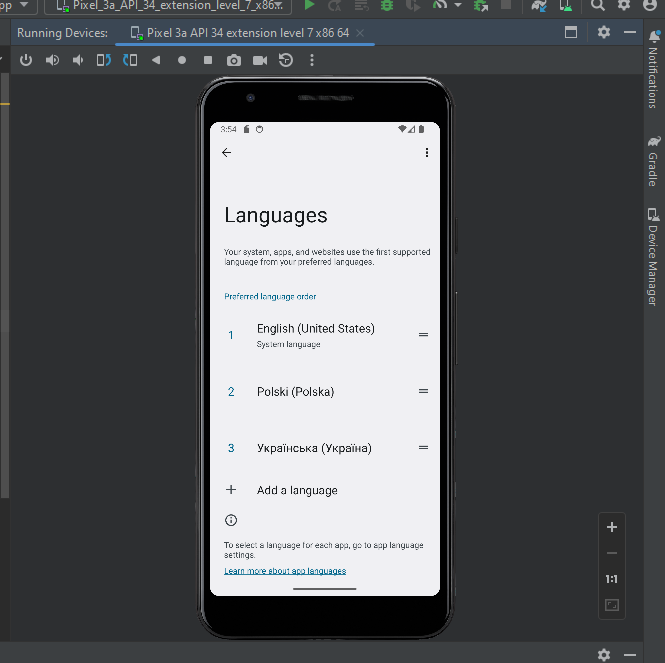 Pixel_3a_API_34_extension_level_7_x86
Running Devices:
Pixel 3a API 34 extension level 7 x86 64
Notifications
Gradle
Device Manager
3:54
Languages
Your system, apps, and websites use the first supported
language from your preferred languages.
Preferred language order
1
English (United States)
System language
2
Polski (Polska)
3
Українська (Україна)
+ Add a language
To select a language for each app, go to app language
settings.
Learn more about app languages
1:1